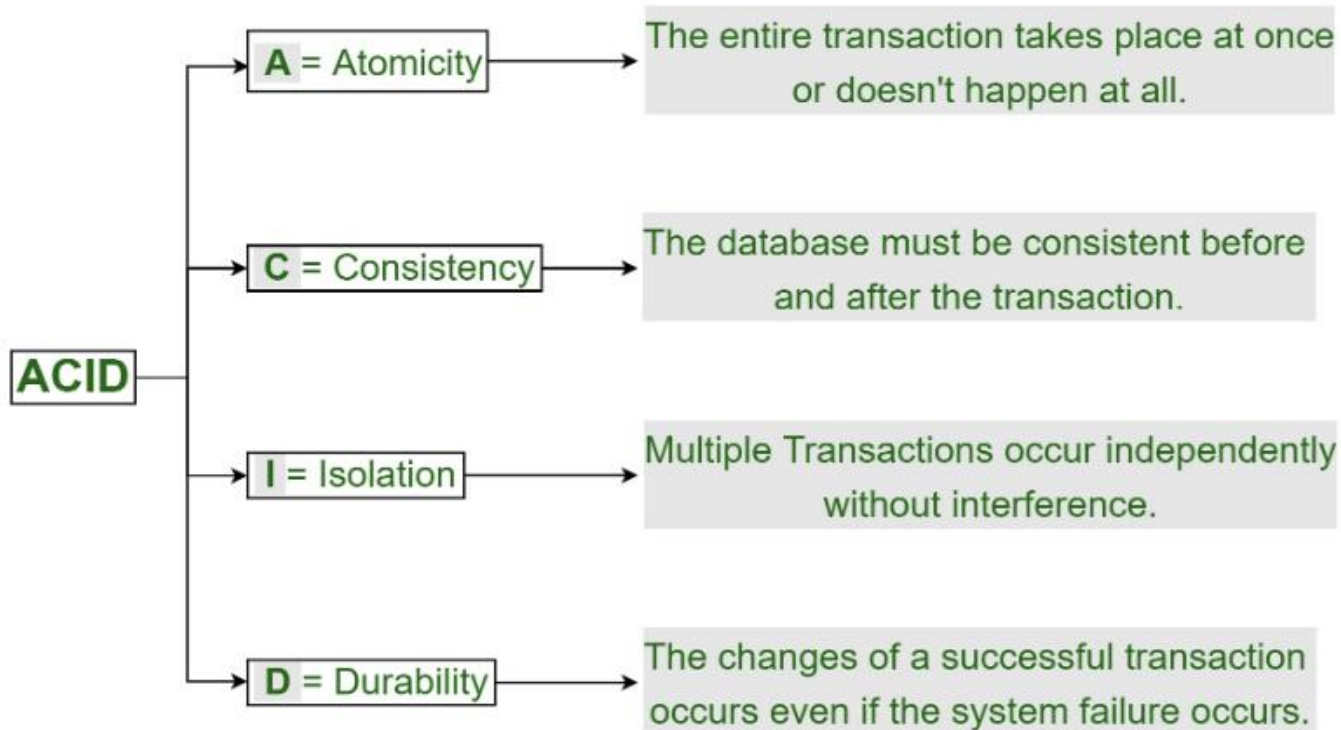 A = Atomicity
The entire transaction takes place at once
or doesn't happen at all.
C = Consistency
The database must be consistent before
and after the transaction.
ACID
I = Isolation
Multiple Transactions occur independently
without interference.
D = Durability
The changes of a successful transaction
occurs even if the system failure occurs.